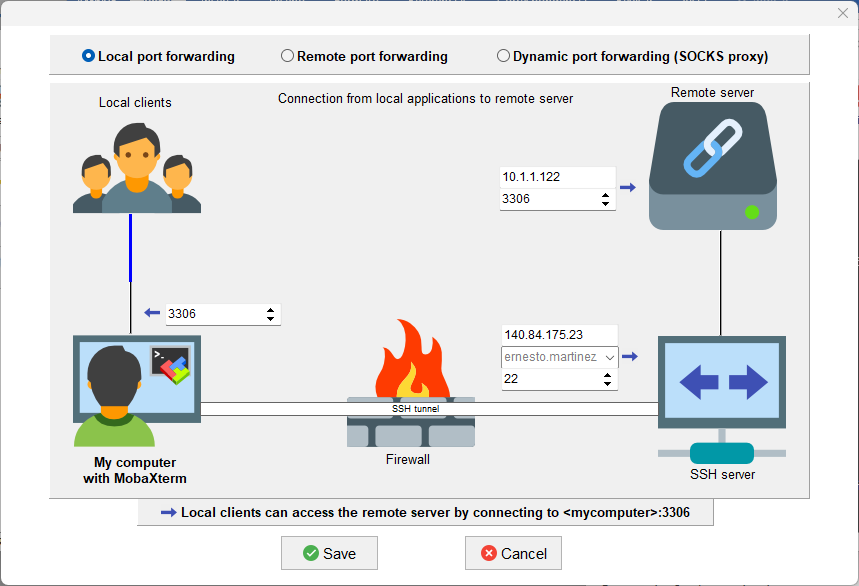 Local port forwarding
Remote port forwarding
Dynamic port forwarding (SOCKS proxy)
Local clients
Connection from local applications to remote server
Remote server
10.1.1.122
3306
3306
140.84.175.23
ernesto.martinez
22
SSH tunnel
Firewall
My computer
with MobaXterm
SSH server
Local clients can access the remote server by connecting to <mycomputer>:3306
Save
Cancel